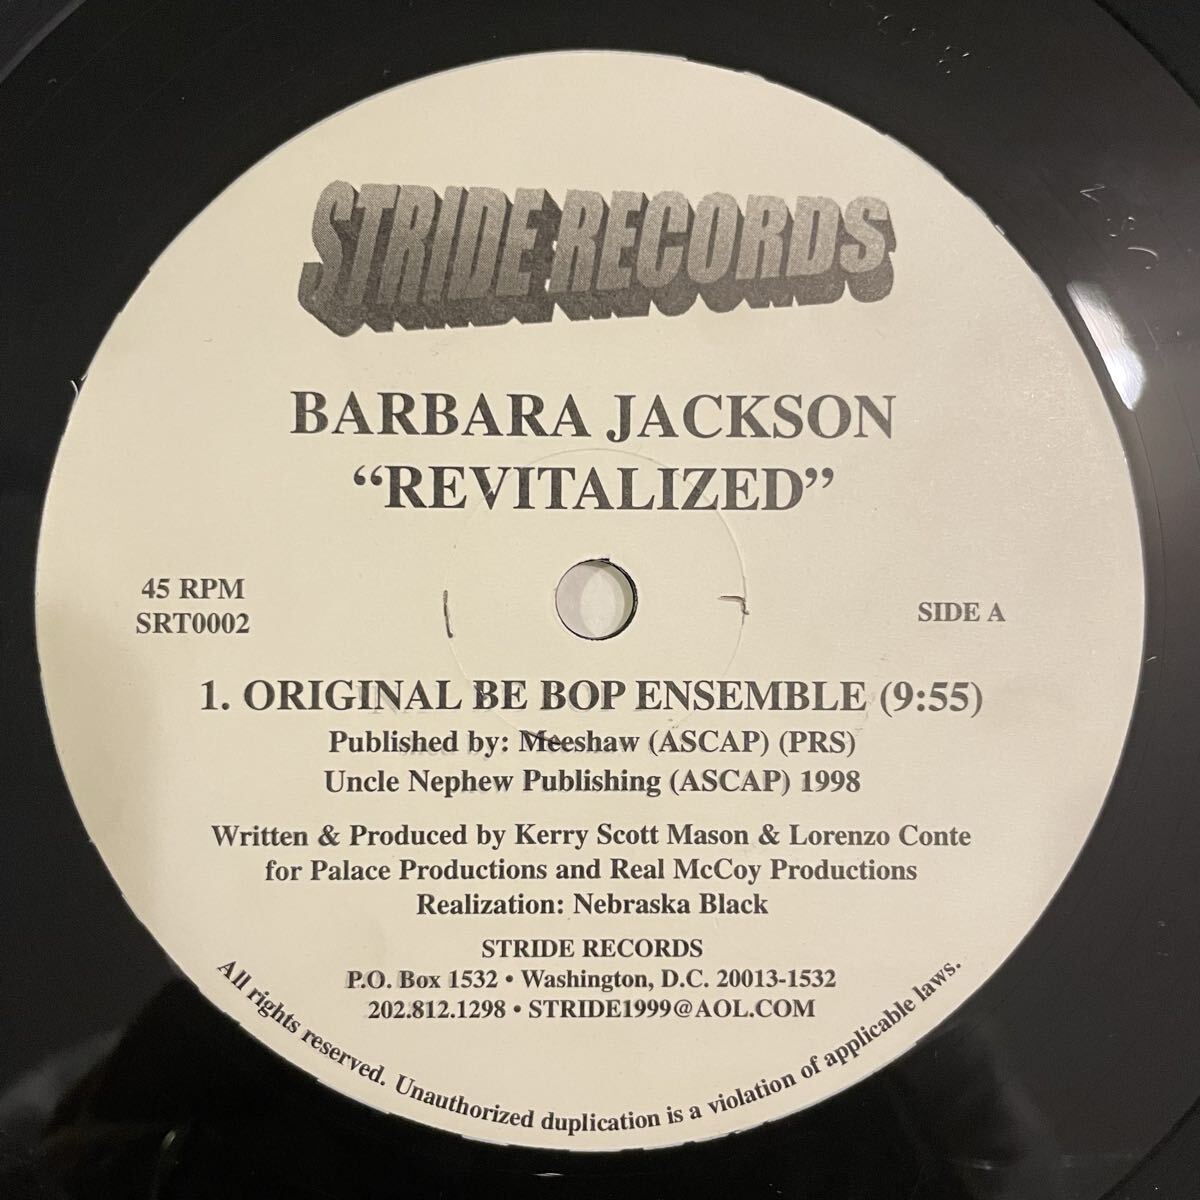 STRIDE RECORDS
BARBARA JACKSON
“REVITALIZED”
45 RPM
SRT0002
SIDE A
1. ORIGINAL BE BOP ENSEMBLE (9:55)
Published by: Meeshaw (ASCAP) (PRS)
Uncle Nephew Publishing (ASCAP) 1998
Written & Produced by Kerry Scott Mason & Lorenzo Conte
for Palace Productions and Real McCoy Productions
Realization: Nebraska Black
STRIDE RECORDS
P.O. Box 1532 • Washington, D.C. 20013-1532
202.812.1298 • STRIDE1999@AOL.COM
All rights reserved. Unauthorized duplication is a violation of applicable laws.